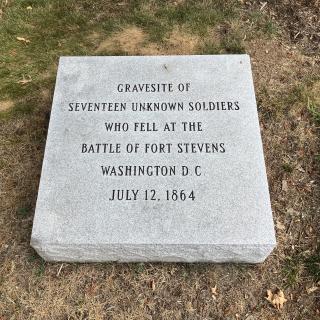 GRAVESITE OF
SEVENTEEN UNKNOWN SOLDIERS
WHO FELL AT THE
BATTLE OF FORT STEVENS
WASHINGTON D C
JULY 12, 1864